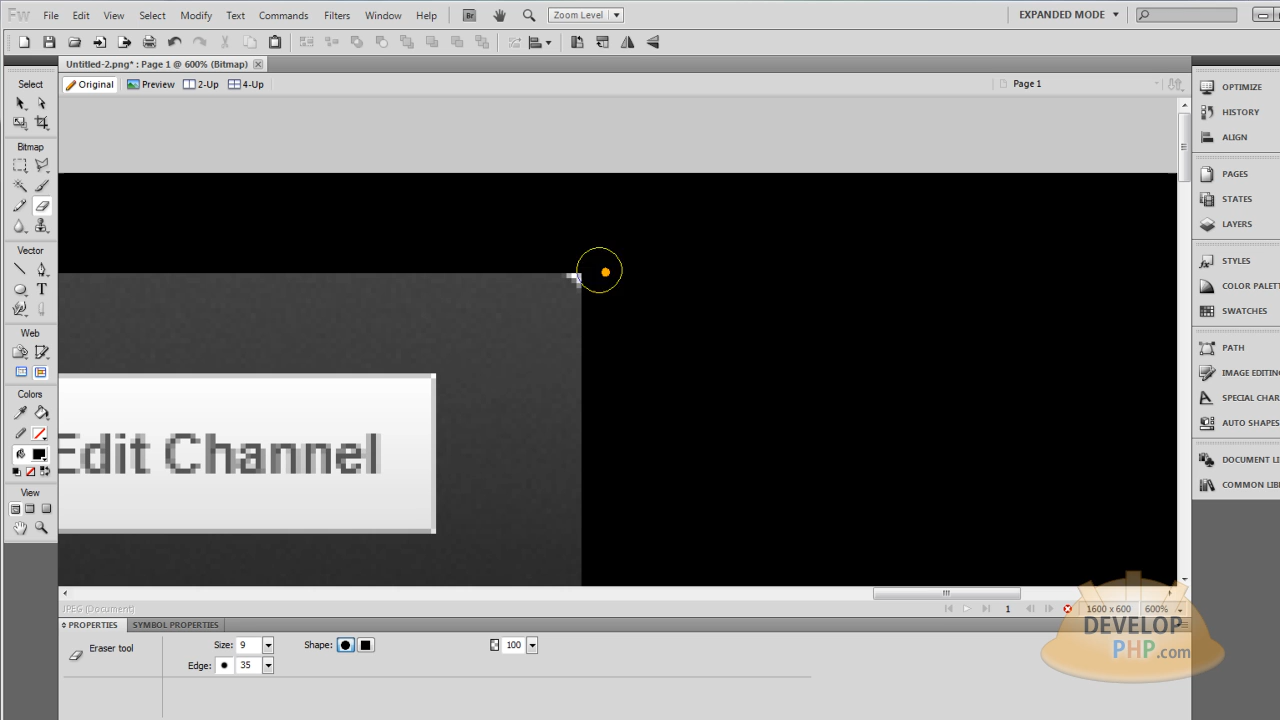 Fw File Edit View Select Modify Text Commands Filters Window Help Br Zoom Level EXPANDED MODE
Untitled-2.png* : Page 1 @ 600% (Bitmap)
Original Preview 2-Up 4-Up Page 1
Select
Bitmap
Vector
T
Web
Colors
View
Edit Channel
OPTIMIZE
HISTORY
ALIGN
PAGES
STATES
LAYERS
STYLES
COLOR PALET
SWATCHES
PATH
IMAGE EDITIN
SPECIAL CHAR
AUTO SHAPES
DOCUMENT LI
COMMON LIB
JPEG (Document) 1 1600 x 600 600%
PROPERTIES SYMBOL PROPERTIES
Eraser tool Size: 9 Shape: 100
Edge: 35
DEVELOP
PHP.com